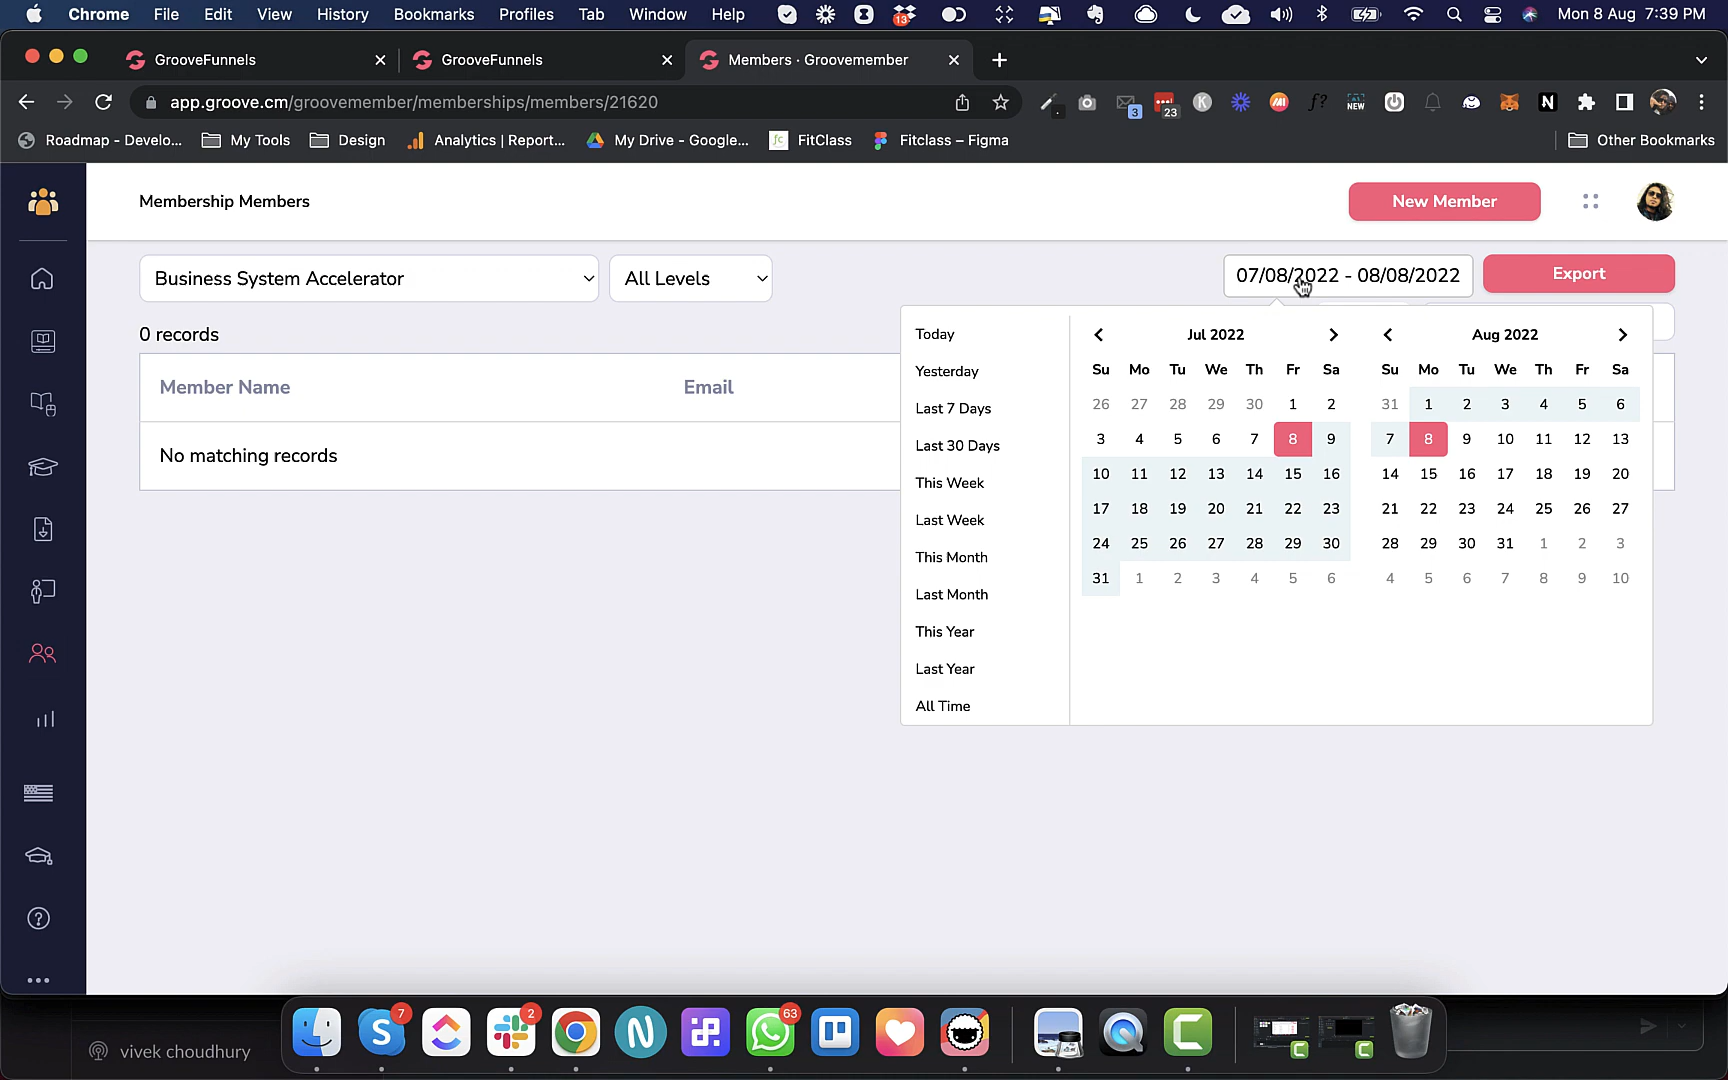 Chrome File Edit View History Bookmarks Profiles Tab Window Help 13 Mon 8 Aug 7:39 PM
GrooveFunnels GrooveFunnels Members · Groovemember
app.groove.cm/groovemember/memberships/members/21620 3 23 K f? NEW N
Roadmap - Develo... My Tools Design Analytics | Report... My Drive - Google... fc FitClass Fitclass – Figma Other Bookmarks
Membership Members New Member
Business System Accelerator All Levels 07/08/2022 - 08/08/2022 Export
0 records
Member Name Email
No matching records
Today
Yesterday
Last 7 Days
Last 30 Days
This Week
Last Week
This Month
Last Month
This Year
Last Year
All Time
Jul 2022
Su Mo Tu We Th Fr Sa
26 27 28 29 30 1 2
3 4 5 6 7 8 9
10 11 12 13 14 15 16
17 18 19 20 21 22 23
24 25 26 27 28 29 30
31 1 2 3 4 5 6
Aug 2022
Su Mo Tu We Th Fr Sa
31 1 2 3 4 5 6
7 8 9 10 11 12 13
14 15 16 17 18 19 20
21 22 23 24 25 26 27
28 29 30 31 1 2 3
4 5 6 7 8 9 10
S 7 2 N 63 C C C
vivek choudhury